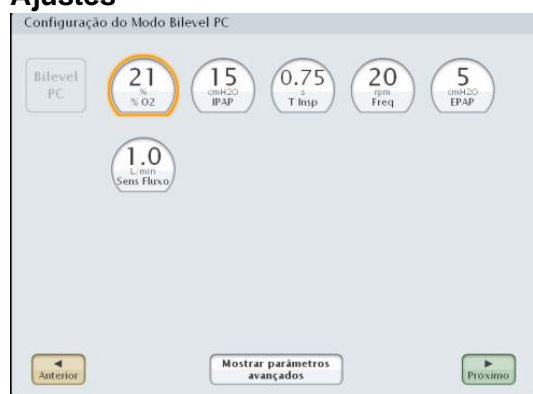 Ajustes
Configuração do Modo Bilevel PC
Bilevel
PC
21
%
% O2
15
cmH2O
IPAP
0.75
s
T Insp
20
rpm
Freq
5
cmH2O
EPAP
1.0
L/min
Sens Fluxo
Anterior
Mostrar parâmetros
avançados
Próximo